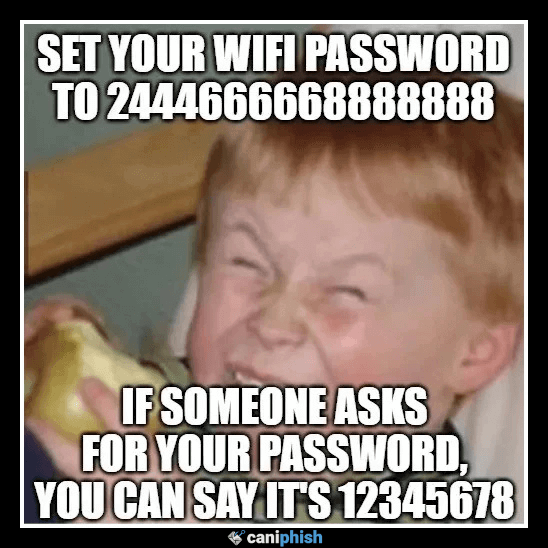 SET YOUR WIFI PASSWORD
TO 2444666668888888
IF SOMEONE ASKS
FOR YOUR PASSWORD,
YOU CAN SAY IT'S 12345678
caniphish